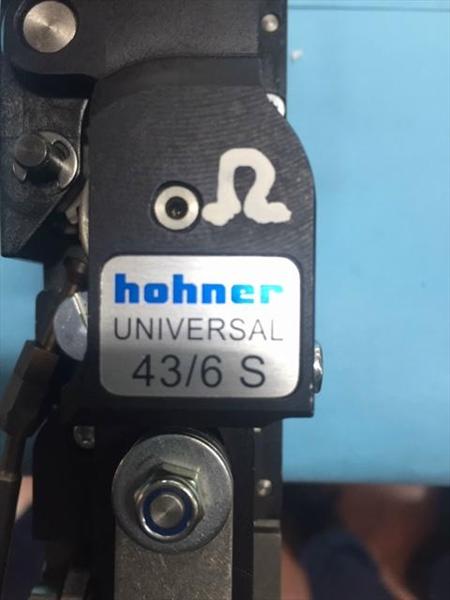 Ω
hohner
UNIVERSAL
43/6 S